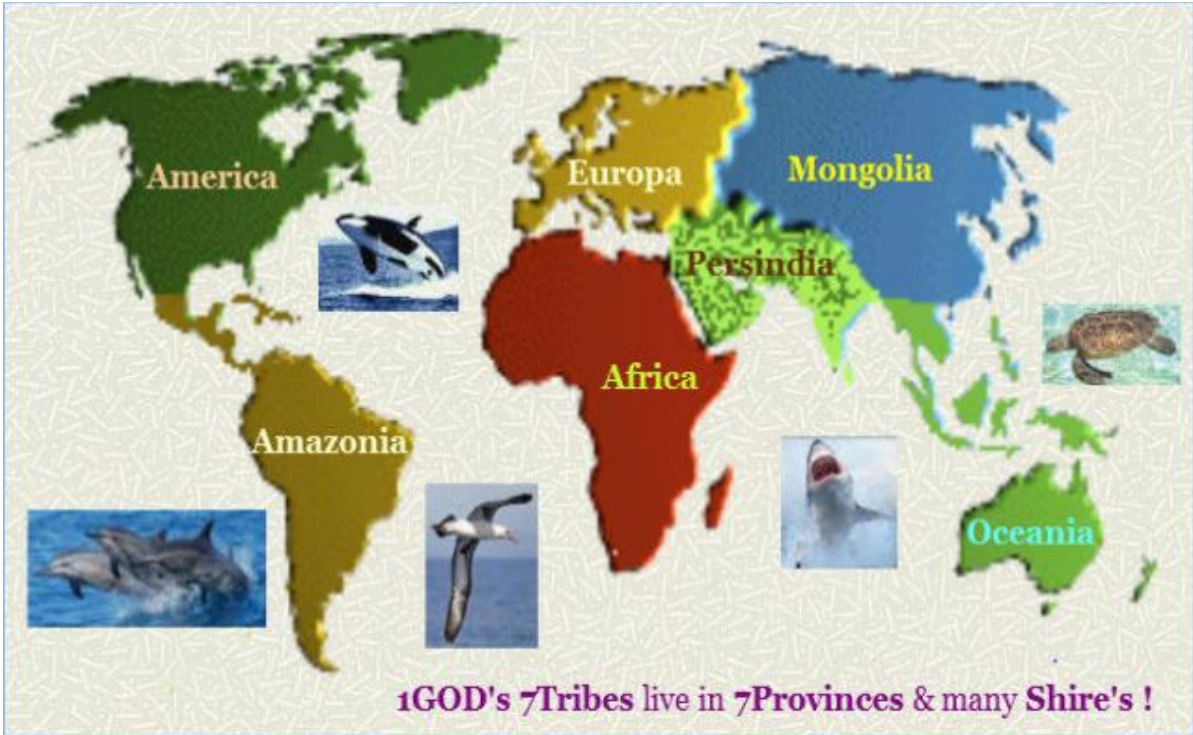 America
Europa
Mongolia
Persindia
Africa
Amazonia
Oceania
1GOD's 7Tribes live in 7Provinces & many Shire's !